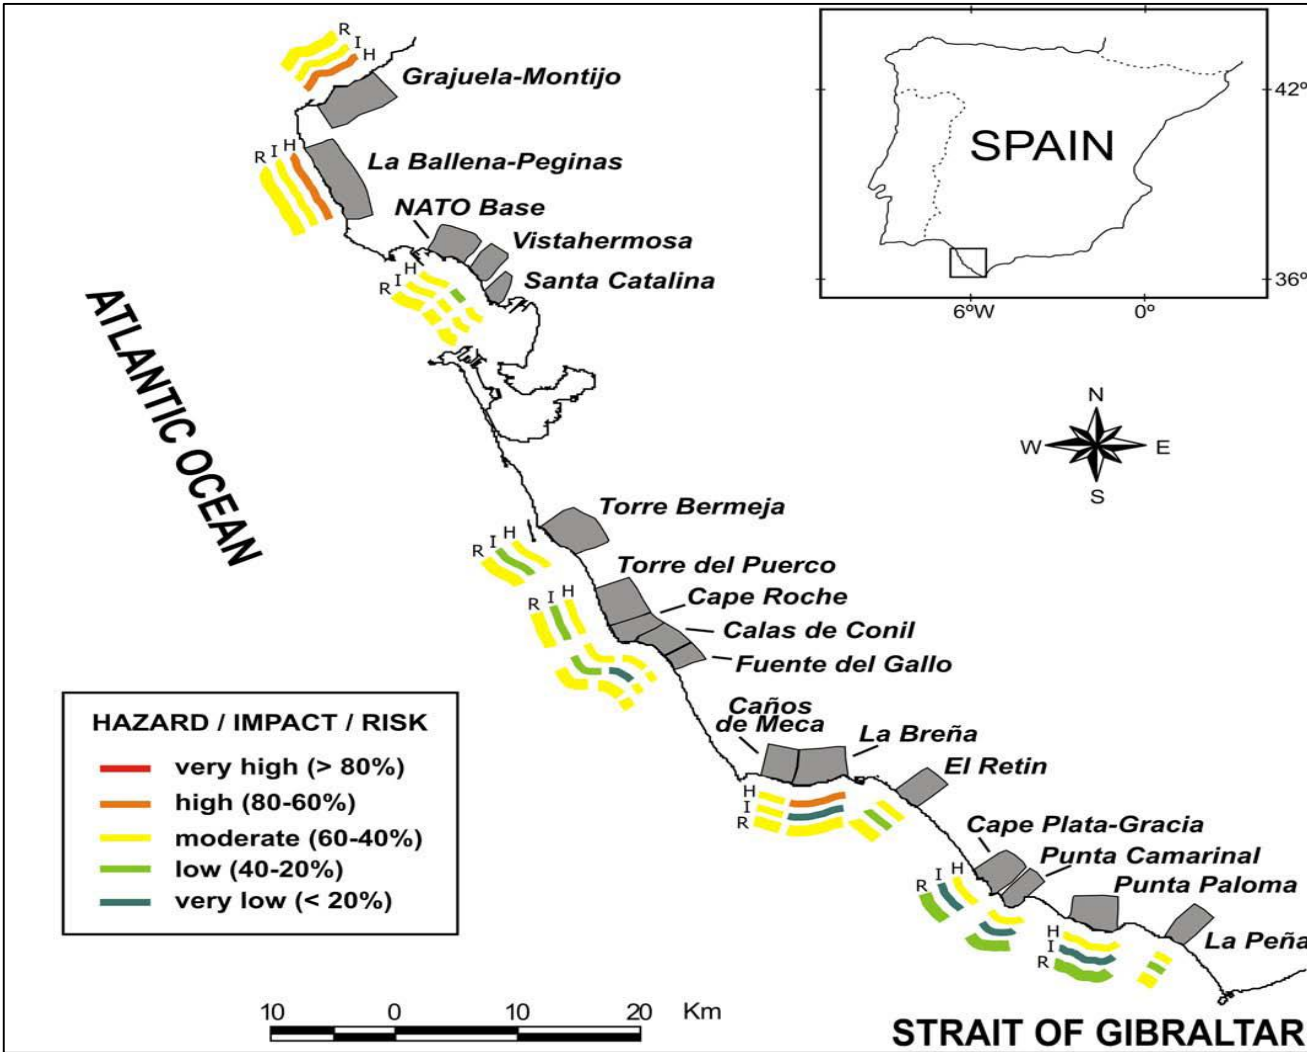 R
I
H
Grajuela-Montijo
R I H
La Ballena-Peginas
NATO Base
Vistahermosa
Santa Catalina
R I H
SPAIN
42º
36º
6ºW
0º
ATLANTIC OCEAN
N
W
E
S
Torre Bermeja
R I H
Torre del Puerco
Cape Roche
R I H
Calas de Conil
Fuente del Gallo
Caños
de Meca
La Breña
El Retin
H
I
R
Cape Plata-Gracia
Punta Camarinal
Punta Paloma
R I H
La Peña
H
I
R
HAZARD / IMPACT / RISK
very high (> 80%)
high (80-60%)
moderate (60-40%)
low (40-20%)
very low (< 20%)
10 0 10 20 Km
STRAIT OF GIBRALTAR